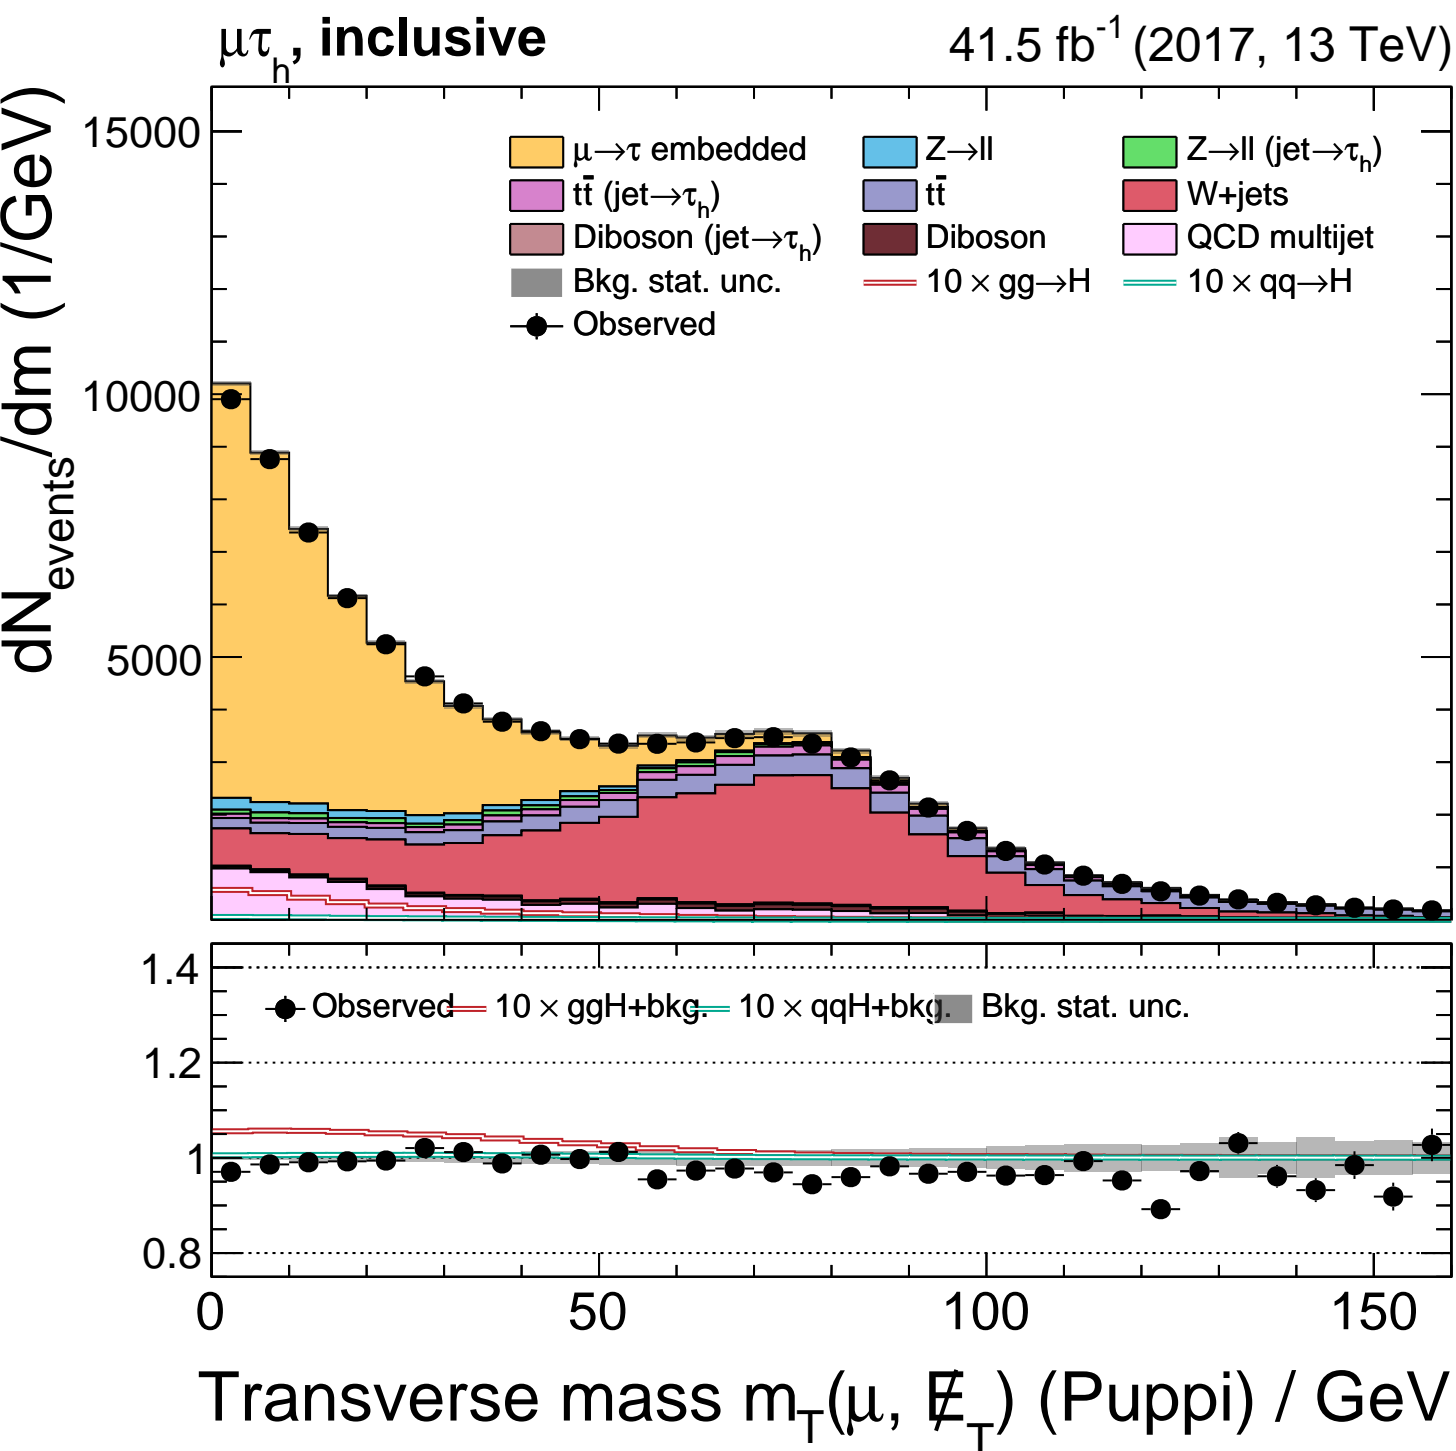 μτh, inclusive
41.5 fb-1 (2017, 13 TeV)
dNevents/dm (1/GeV)
15000
10000
5000
μ→τ embedded
Z→ll
Z→ll (jet→τh)
tt̄ (jet→τh)
tt̄
W+jets
Diboson (jet→τh)
Diboson
QCD multijet
Bkg. stat. unc.
10 × gg→H
10 × qq→H
Observed
1.4
1.2
1
0.8
Observed
10 × ggH+bkg.
10 × qqH+bkg.
Bkg. stat. unc.
0
50
100
150
Transverse mass mT(μ, E̸T) (Puppi) / GeV